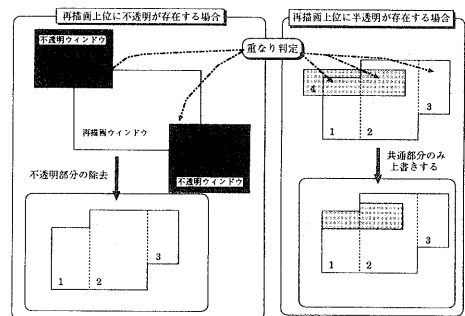 再描画上位に不透明が存在する場合
再描画上位に半透明が存在する場合
不透明ウィンドウ
重なり判定
4
3
1
2
再描画ウィンドウ
不透明ウィンドウ
不透明部分の除去
共通部分のみ
上書きする
1
2
3
1
2
3